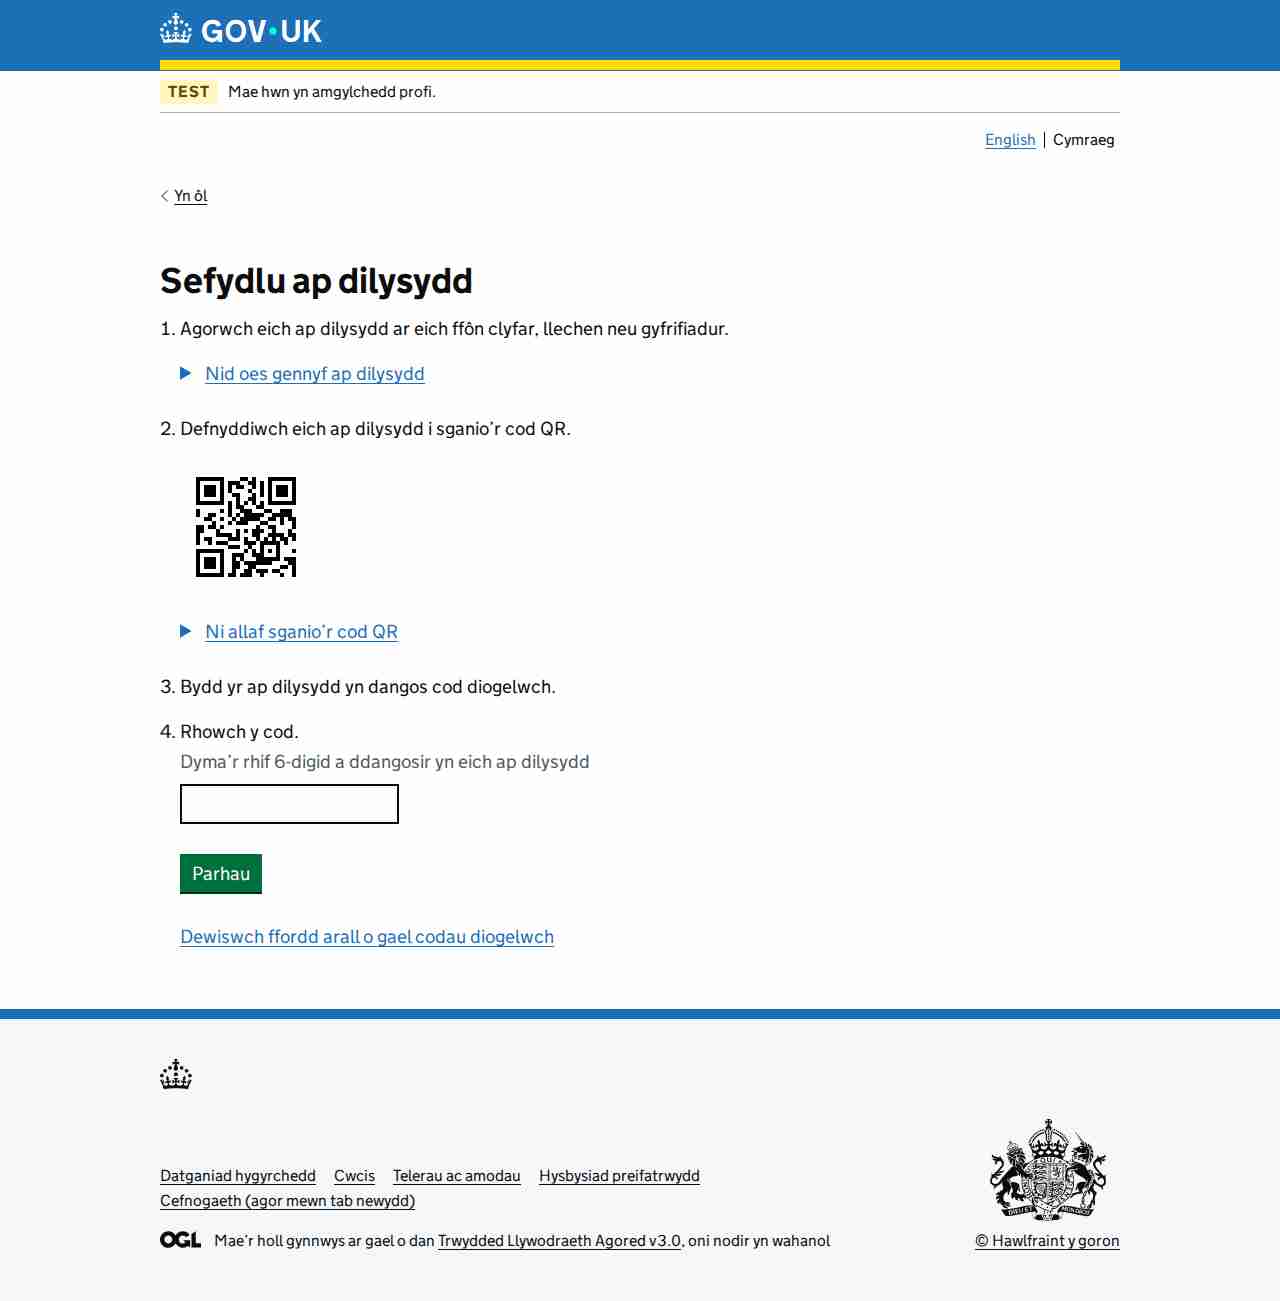 GOV·UK
TEST Mae hwn yn amgylchedd profi.
English Cymraeg
Yn ôl
Sefydlu ap dilysydd
1. Agorwch eich ap dilysydd ar eich ffôn clyfar, llechen neu gyfrifiadur.
Nid oes gennyf ap dilysydd
2. Defnyddiwch eich ap dilysydd i sganio’r cod QR.
Ni allaf sganio’r cod QR
3. Bydd yr ap dilysydd yn dangos cod diogelwch.
4. Rhowch y cod.
Dyma’r rhif 6-digid a ddangosir yn eich ap dilysydd
Parhau
Dewiswch ffordd arall o gael codau diogelwch
Datganiad hygyrchedd Cwcis Telerau ac amodau Hysbysiad preifatrwydd
Cefnogaeth (agor mewn tab newydd)
OGL Mae’r holl gynnwys ar gael o dan Trwydded Llywodraeth Agored v3.0, oni nodir yn wahanol
© Hawlfraint y goron